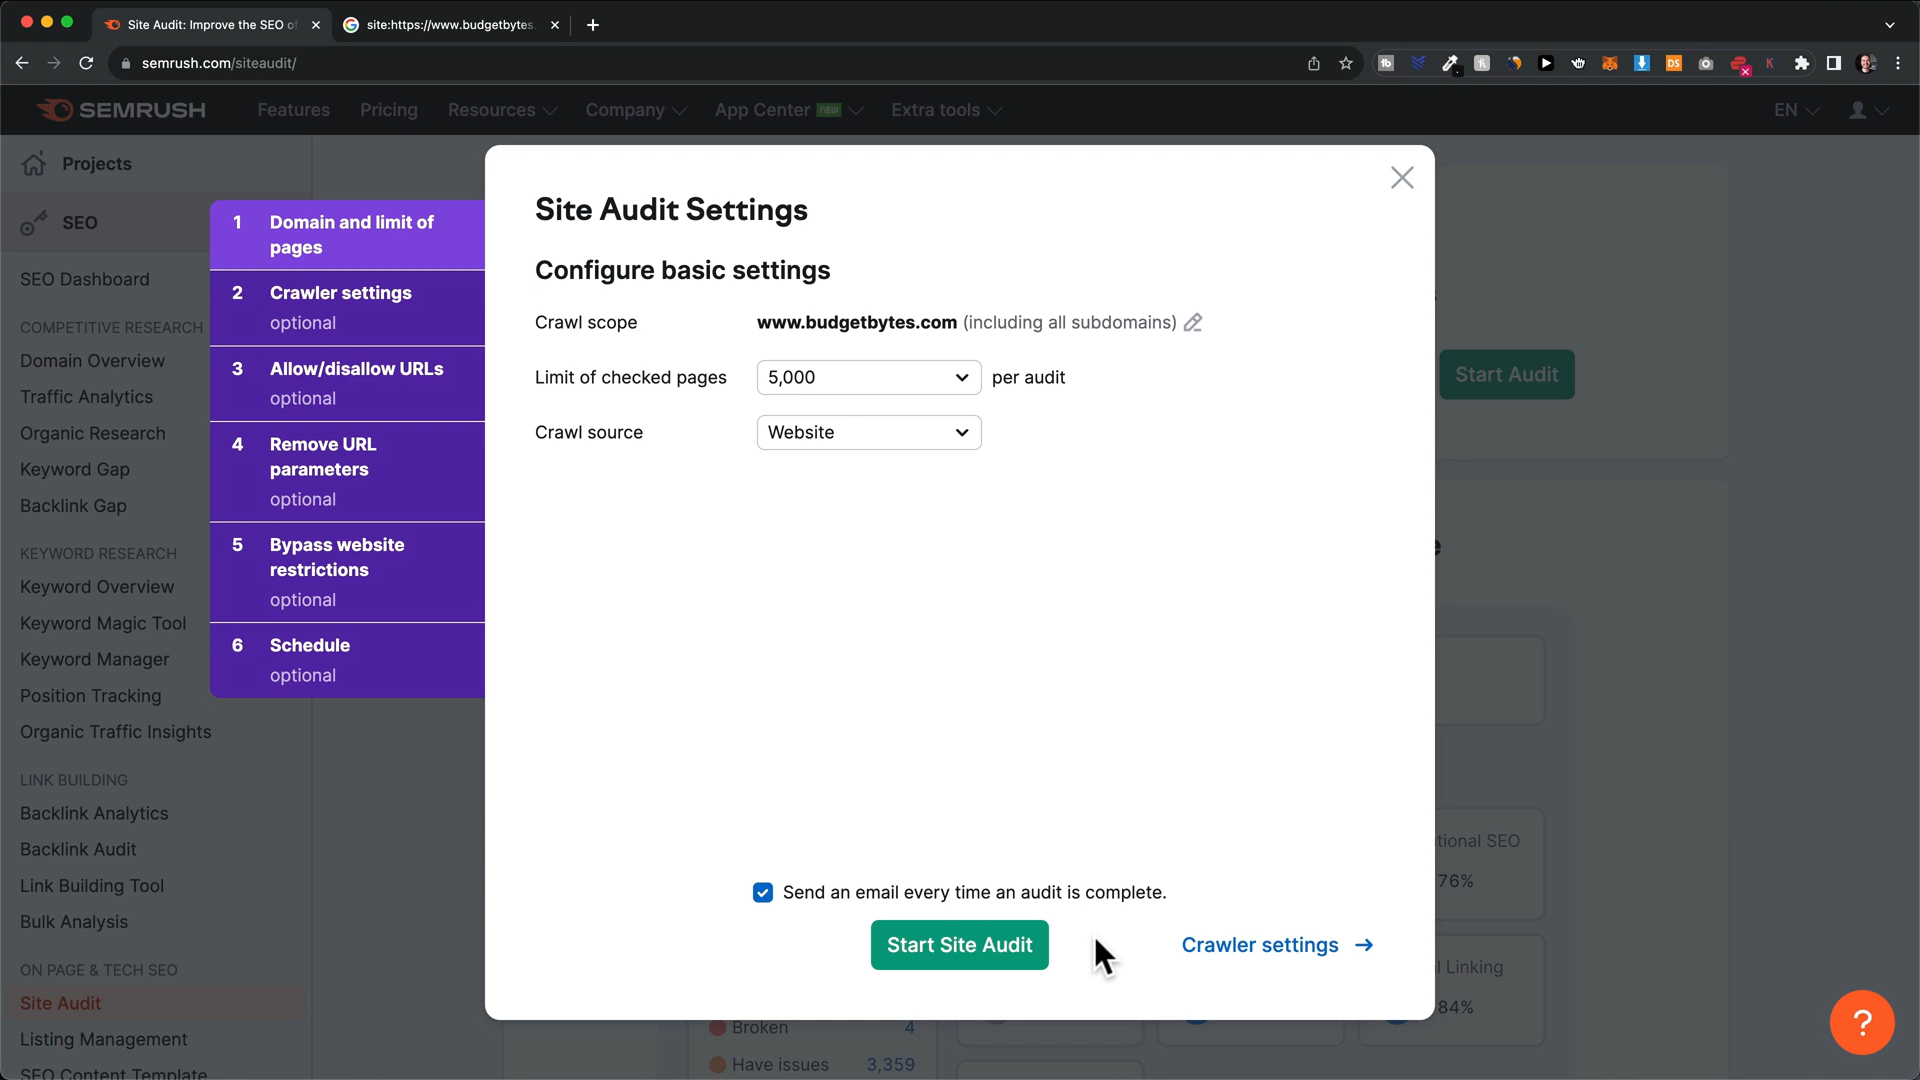 Site Audit: Improve the SEO of
site:https://www.budgetbytes.
semrush.com/siteaudit/
SEMRUSH
Features
Pricing
Resources
Company
App Center new
Extra tools
EN
Projects
SEO
SEO Dashboard
COMPETITIVE RESEARCH
Domain Overview
Traffic Analytics
Organic Research
Keyword Gap
Backlink Gap
KEYWORD RESEARCH
Keyword Overview
Keyword Magic Tool
Keyword Manager
Position Tracking
Organic Traffic Insights
LINK BUILDING
Backlink Analytics
Backlink Audit
Link Building Tool
Bulk Analysis
ON PAGE & TECH SEO
Site Audit
Listing Management
SEO Content Template
1 Domain and limit of
pages
2 Crawler settings
optional
3 Allow/disallow URLs
optional
4 Remove URL
parameters
optional
5 Bypass website
restrictions
optional
6 Schedule
optional
Site Audit Settings
Configure basic settings
Crawl scope www.budgetbytes.com (including all subdomains)
Limit of checked pages 5,000 per audit
Crawl source Website
Send an email every time an audit is complete.
Start Site Audit
Crawler settings →
Start Audit
tional SEO
76%
l Linking
84%
Broken 4
Have issues 3,359
?